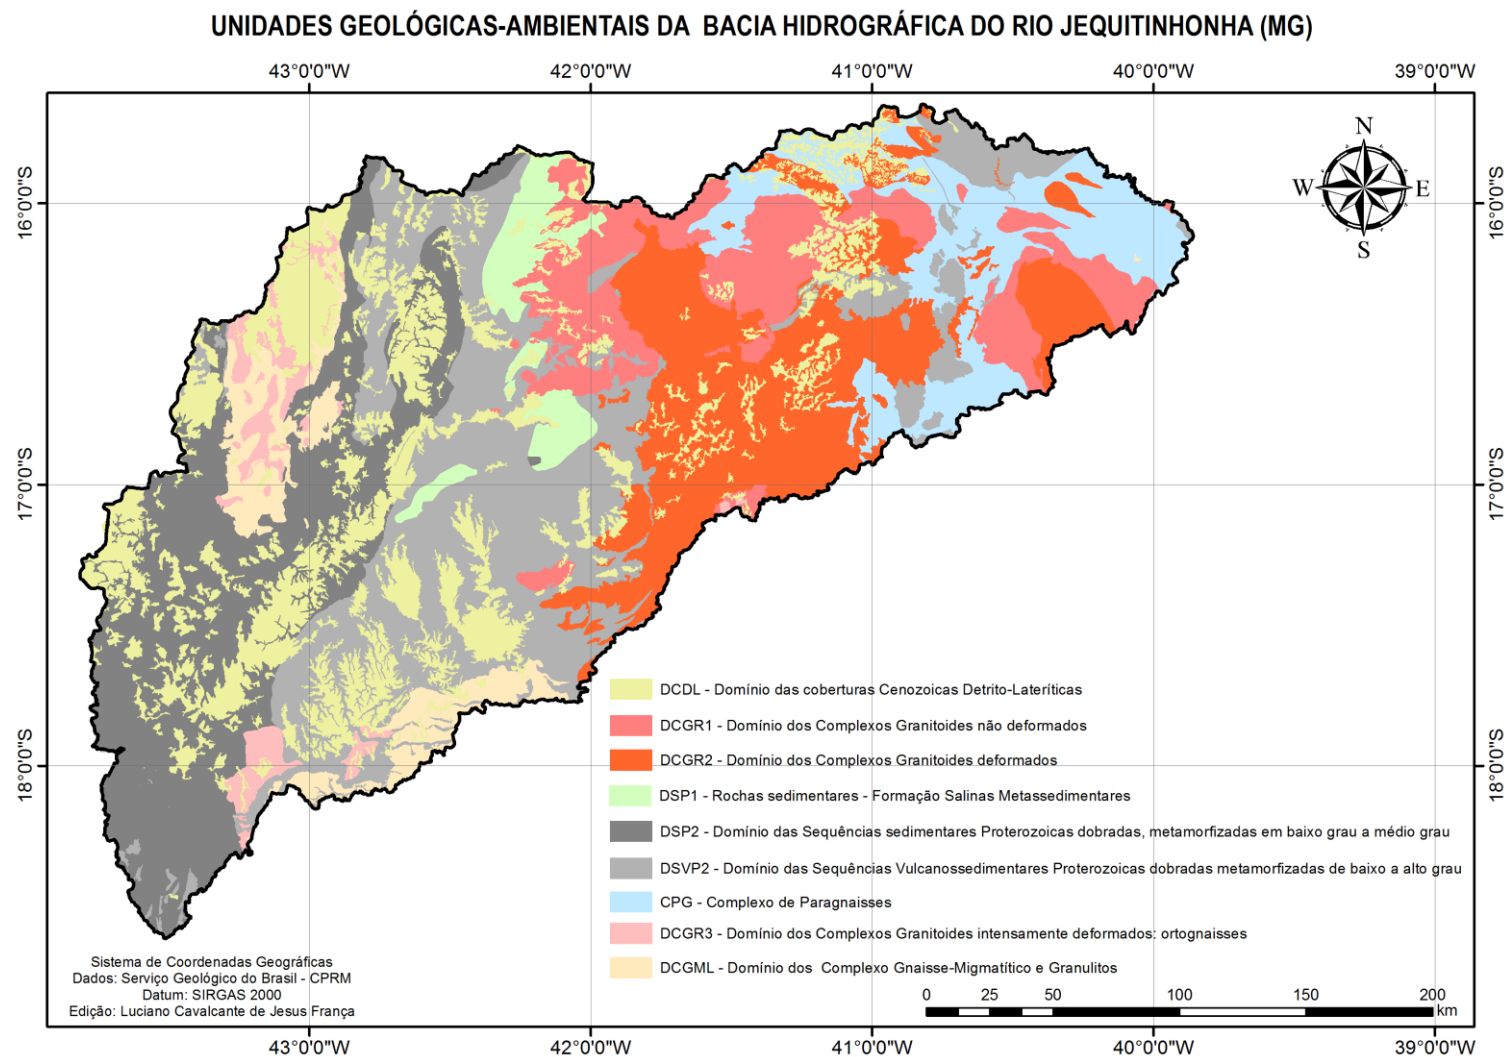 UNIDADES GEOLÓGICAS-AMBIENTAIS DA BACIA HIDROGRÁFICA DO RIO JEQUITINHONHA (MG)
43°0'0"W 42°0'0"W 41°0'0"W 40°0'0"W 39°0'0"W
N
W E
S
16°0'0"S 16°0'0"S
17°0'0"S 17°0'0"S
18°0'0"S 18°0'0"S
DCDL - Domínio das coberturas Cenozoicas Detrito-Lateríticas
DCGR1 - Domínio dos Complexos Granitoides não deformados
DCGR2 - Domínio dos Complexos Granitoides deformados
DSP1 - Rochas sedimentares - Formação Salinas Metassedimentares
DSP2 - Domínio das Sequências sedimentares Proterozoicas dobradas, metamorfizadas em baixo grau a médio grau
DSVP2 - Domínio das Sequências Vulcanossedimentares Proterozoicas dobradas metamorfizadas de baixo a alto grau
CPG - Complexo de Paragnaisses
DCGR3 - Domínio dos Complexos Granitoides intensamente deformados: ortognaisses
DCGML - Domínio dos Complexo Gnaisse-Migmatítico e Granulitos
Sistema de Coordenadas Geográficas
Dados: Serviço Geológico do Brasil - CPRM
Datum: SIRGAS 2000
Edição: Luciano Cavalcante de Jesus França
0 25 50 100 150 200
km
43°0'0"W 42°0'0"W 41°0'0"W 40°0'0"W 39°0'0"W